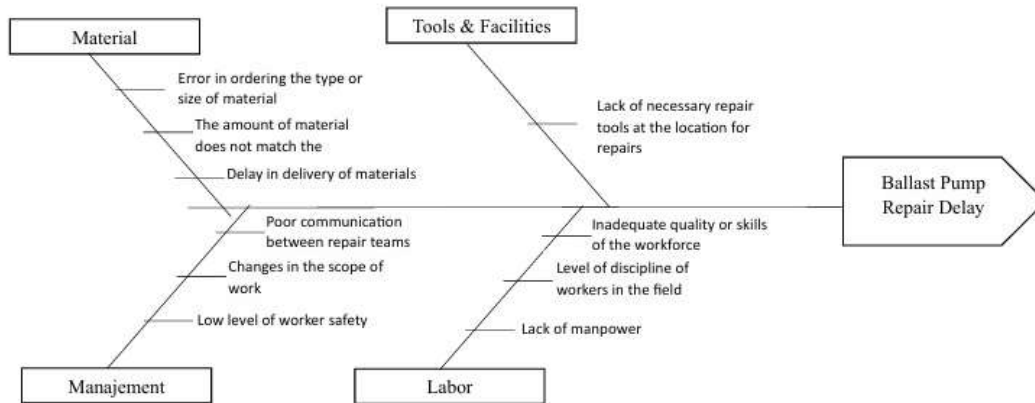 Material
Tools & Facilities
Error in ordering the type or
size of material
The amount of material
does not match the
Delay in delivery of materials
Lack of necessary repair
tools at the location for
repairs
Ballast Pump
Repair Delay
Poor communication
between repair teams
Changes in the scope of
work
Low level of worker safety
Inadequate quality or skills
of the workforce
Level of discipline of
workers in the field
Lack of manpower
Manajement
Labor